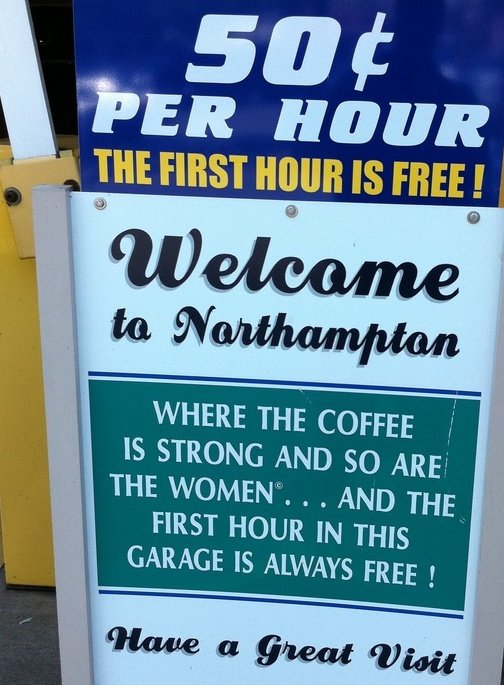 50¢
PER HOUR
THE FIRST HOUR IS FREE!
Welcome
to Northampton
WHERE THE COFFEE
IS STRONG AND SO ARE
THE WOMEN©... AND THE
FIRST HOUR IN THIS
GARAGE IS ALWAYS FREE!
Have a Great Visit